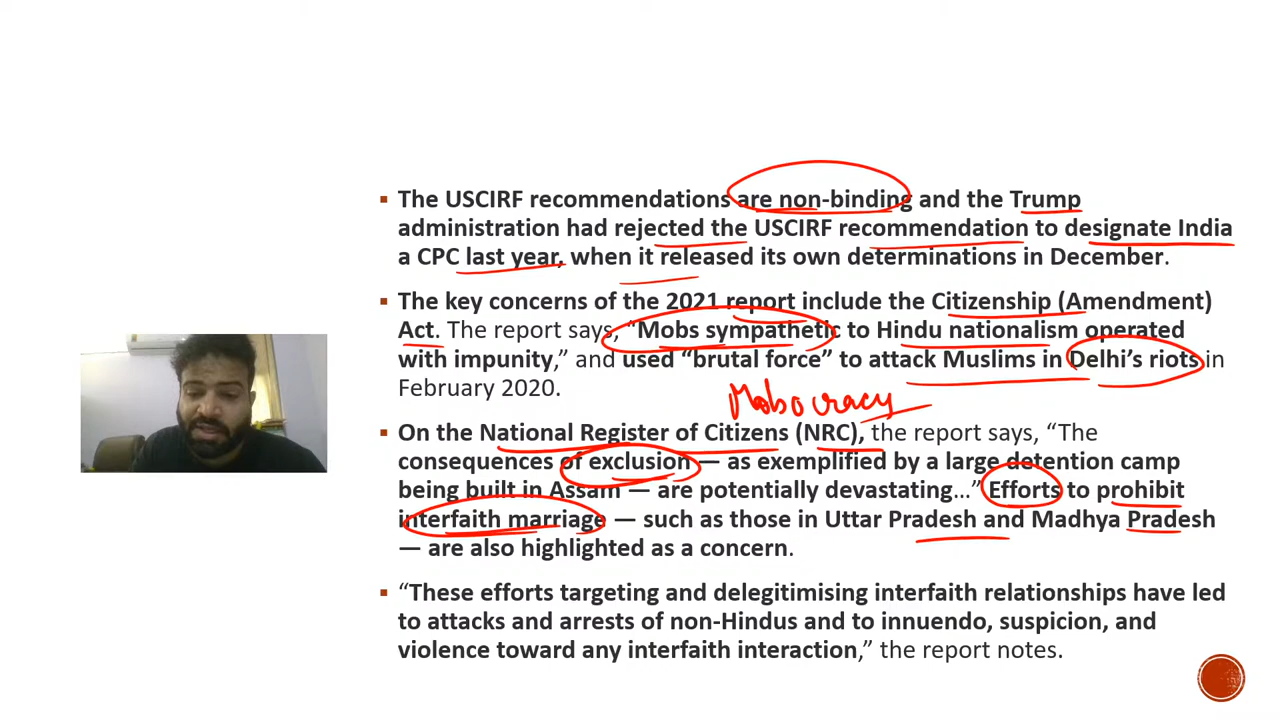 The USCIRF recommendations are non-binding and the Trump
administration had rejected the USCIRF recommendation to designate India
a CPC last year, when it released its own determinations in December.
The key concerns of the 2021 report include the Citizenship (Amendment)
Act. The report says, “Mobs sympathetic to Hindu nationalism operated
with impunity,” and used “brutal force” to attack Muslims in Delhi’s riots in
February 2020.
Mobocracy
On the National Register of Citizens (NRC), the report says, “The
consequences of exclusion — as exemplified by a large detention camp
being built in Assam — are potentially devastating…” Efforts to prohibit
interfaith marriage — such as those in Uttar Pradesh and Madhya Pradesh
— are also highlighted as a concern.
“These efforts targeting and delegitimising interfaith relationships have led
to attacks and arrests of non-Hindus and to innuendo, suspicion, and
violence toward any interfaith interaction,” the report notes.